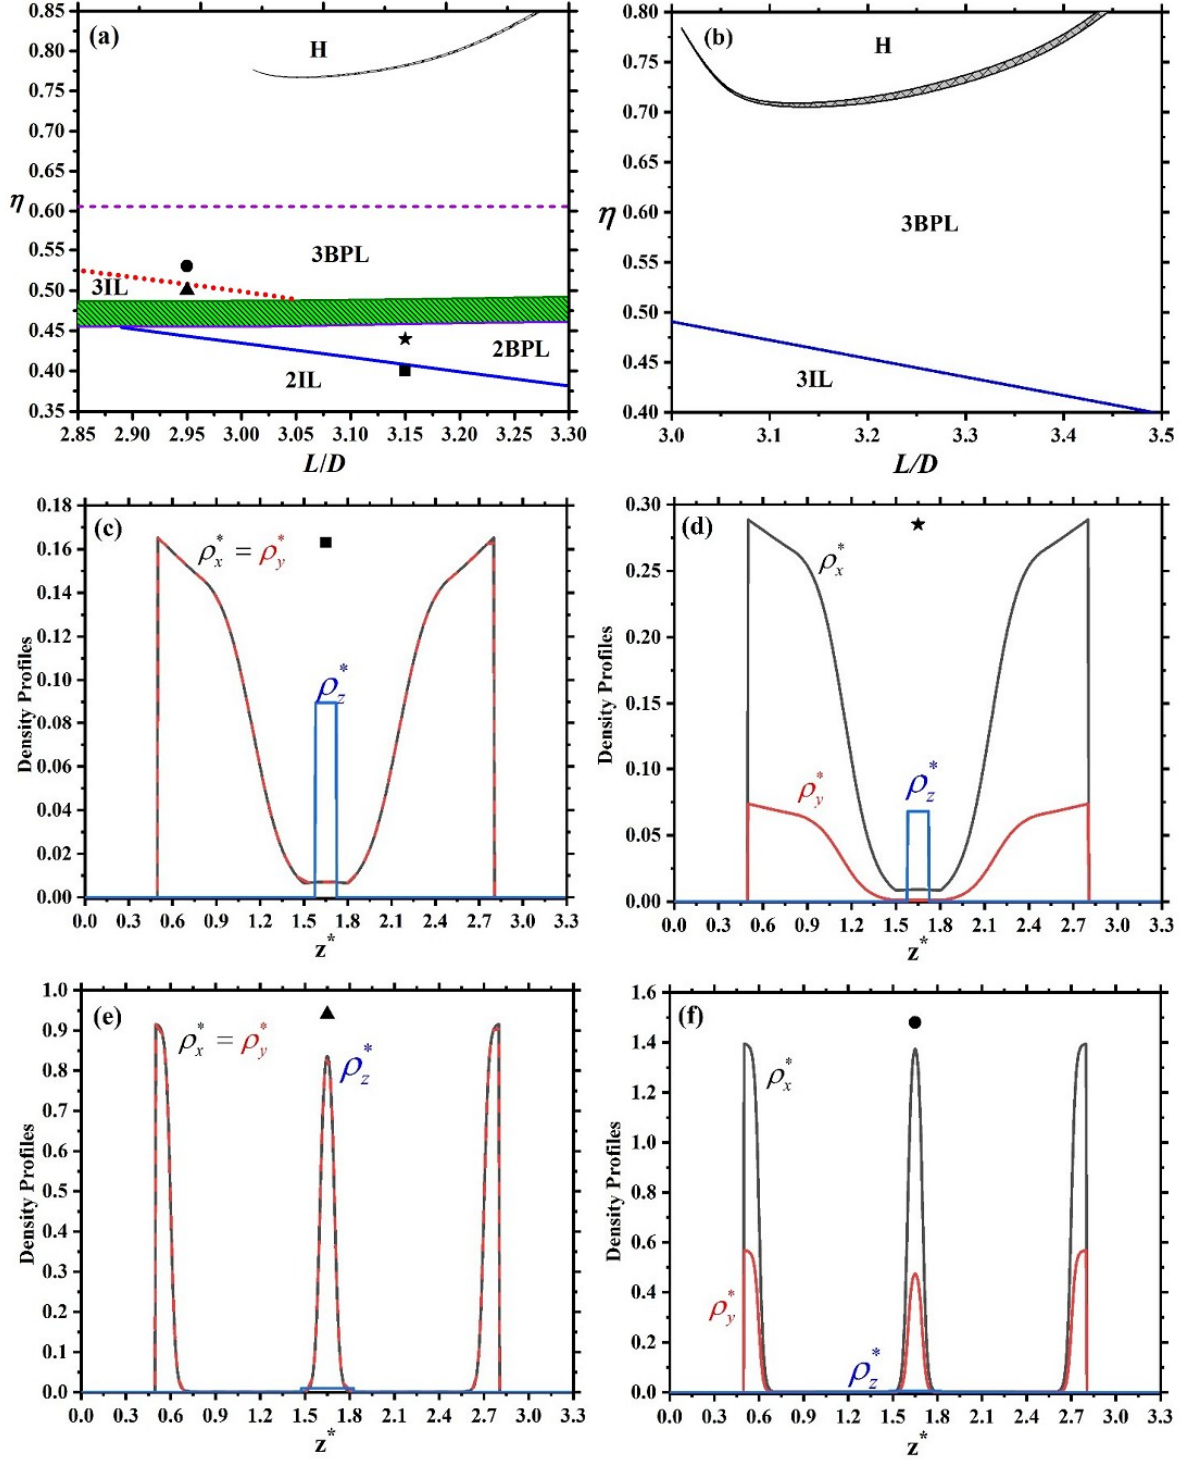 (a)
H
3BPL
3IL
2BPL
2IL
η
0.85
0.80
0.75
0.70
0.65
0.60
0.55
0.50
0.45
0.40
0.35
2.85 2.90 2.95 3.00 3.05 3.10 3.15 3.20 3.25 3.30
L/D
(b)
H
3BPL
3IL
η
0.80
0.75
0.70
0.65
0.60
0.55
0.50
0.45
0.40
3.0 3.1 3.2 3.3 3.4 3.5
L/D
(c)
ρx* = ρy*
ρz*
Density Profiles
0.18
0.16
0.14
0.12
0.10
0.08
0.06
0.04
0.02
0.00
0.0 0.3 0.6 0.9 1.2 1.5 1.8 2.1 2.4 2.7 3.0 3.3
z*
(d)
ρx*
ρy*
ρz*
Density Profiles
0.30
0.25
0.20
0.15
0.10
0.05
0.00
0.0 0.3 0.6 0.9 1.2 1.5 1.8 2.1 2.4 2.7 3.0 3.3
z*
(e)
ρx* = ρy*
ρz*
Density Profiles
1.0
0.9
0.8
0.7
0.6
0.5
0.4
0.3
0.2
0.1
0.0
0.0 0.3 0.6 0.9 1.2 1.5 1.8 2.1 2.4 2.7 3.0 3.3
z*
(f)
ρx*
ρy*
ρz*
Density Profiles
1.6
1.4
1.2
1.0
0.8
0.6
0.4
0.2
0.0
0.0 0.3 0.6 0.9 1.2 1.5 1.8 2.1 2.4 2.7 3.0 3.3
z*